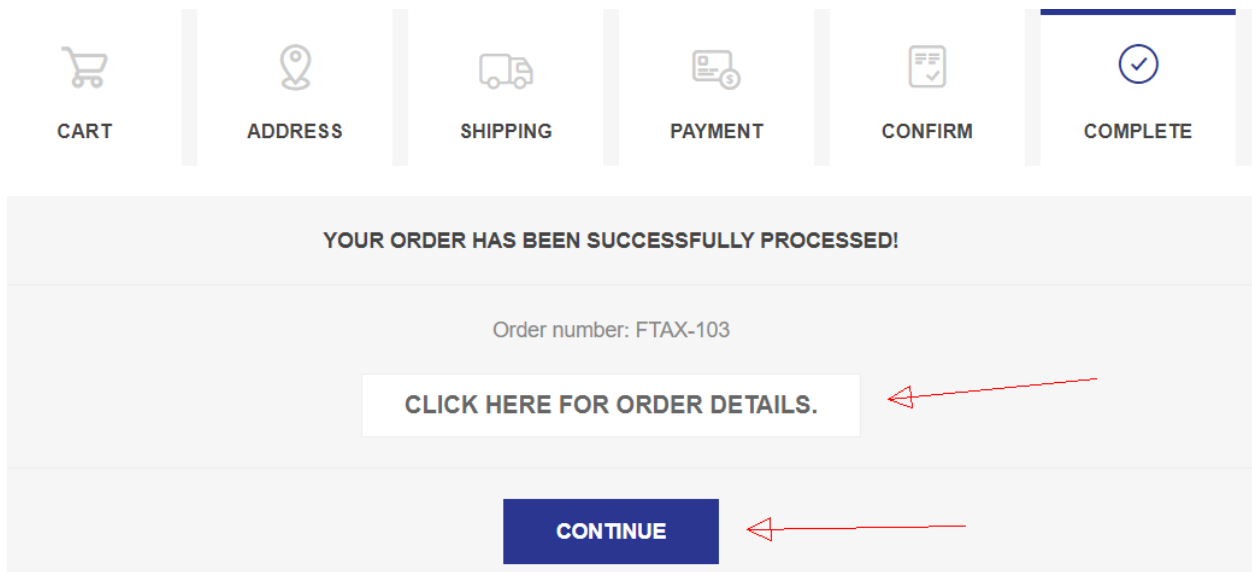 CART ADDRESS SHIPPING PAYMENT CONFIRM COMPLETE
YOUR ORDER HAS BEEN SUCCESSFULLY PROCESSED!
Order number: FTAX-103
CLICK HERE FOR ORDER DETAILS.
CONTINUE